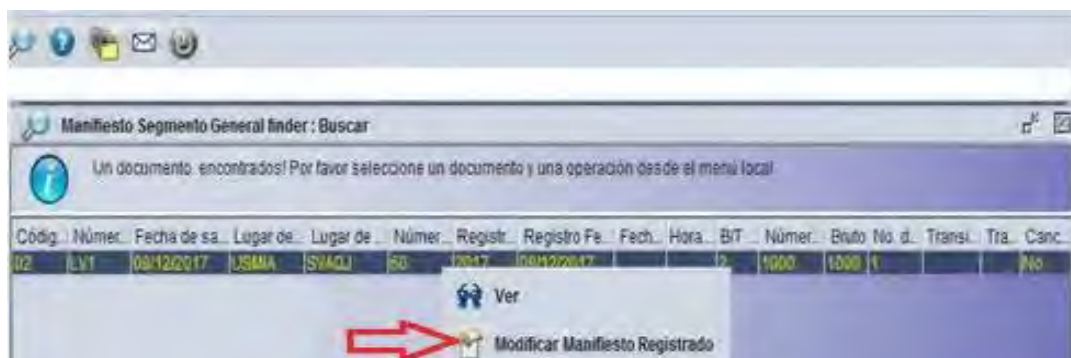 Manifiesto Segmento General finder : Buscar
Un documento. encontrados! Por favor seleccione un documento y una operación desde el menú local
Códig... Númer... Fecha de sa... Lugar de... Lugar de... Númer... Registr... Registro Fe... Fech... Hora... B/T... Númer... Bruto No. d... Transi... Tra... Canc...
02 LV1 09/12/2017 USMIA SVAQJ 60 2017 09/12/2017 2 1000 1000 1 No
Ver
Modificar Manifiesto Registrado